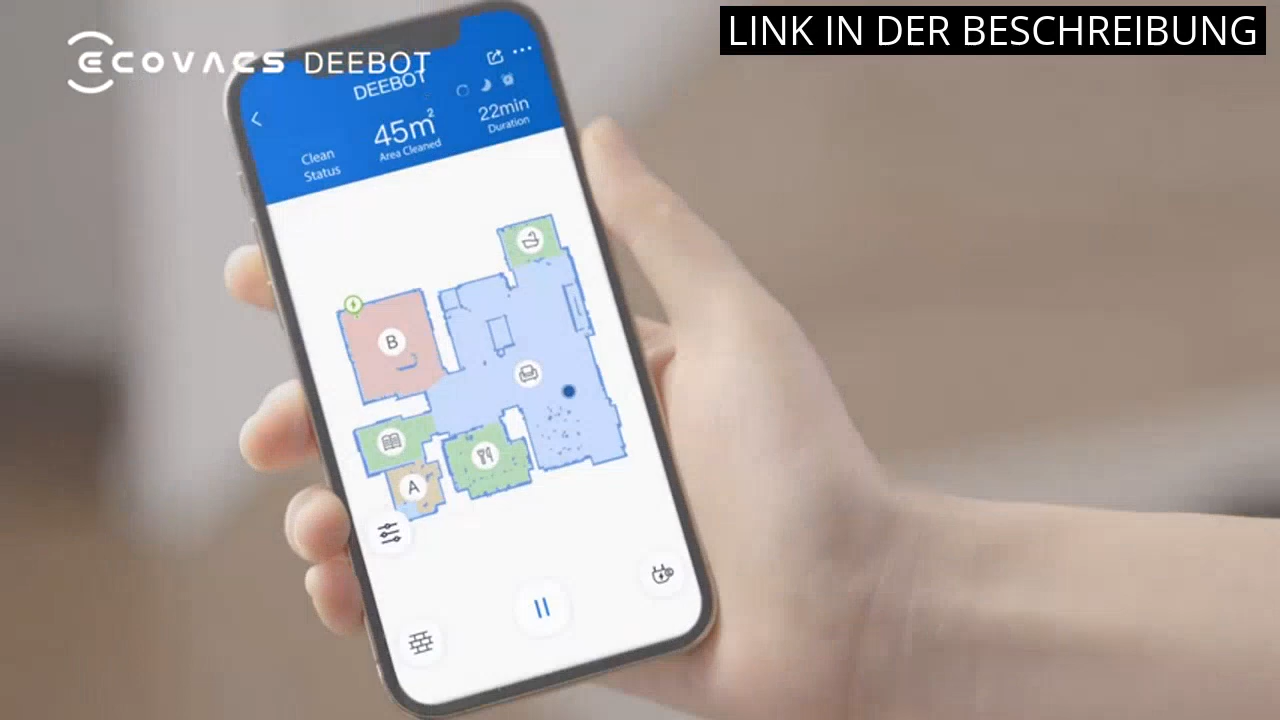 LINK IN DER BESCHREIBUNG
ECOVACS DEEBOT
DEEBOT
45m²
Area Cleaned
22min
Duration
Clean
Status
B
A